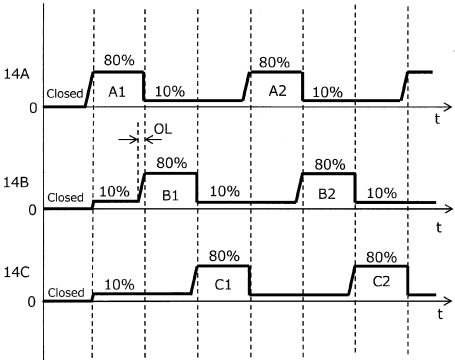 80% 80%
14A Closed A1 10% A2 10%
0 t
OL
80% 80%
14B Closed 10% B1 10% B2 10%
0 t
80% 80%
14C Closed 10% C1 C2
0 t